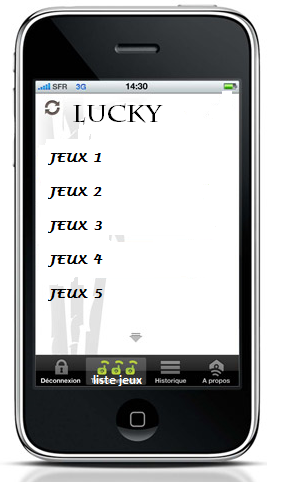 SFR 3G 14:30
LUCKY
JEUX 1
JEUX 2
JEUX 3
JEUX 4
JEUX 5
Déconnexion liste jeux Historique A propos